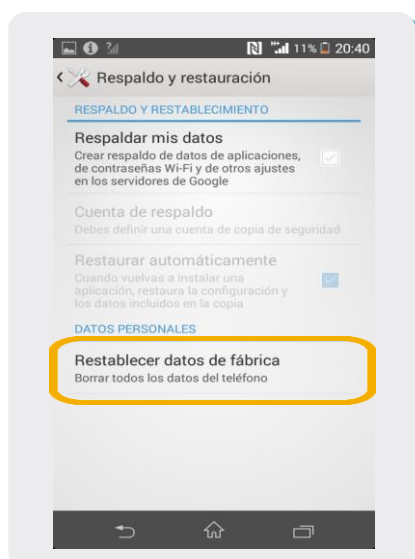 11% 20:40
Respaldo y restauración
RESPALDO Y RESTABLECIMIENTO
Respaldar mis datos
Crear respaldo de datos de aplicaciones,
de contraseñas Wi-Fi y de otros ajustes
en los servidores de Google
Cuenta de respaldo
Debes definir una cuenta de copia de seguridad
Restaurar automáticamente
Cuando vuelvas a instalar una
aplicación, restaura la configuración y
los datos incluidos en la copia
DATOS PERSONALES
Restablecer datos de fábrica
Borrar todos los datos del teléfono